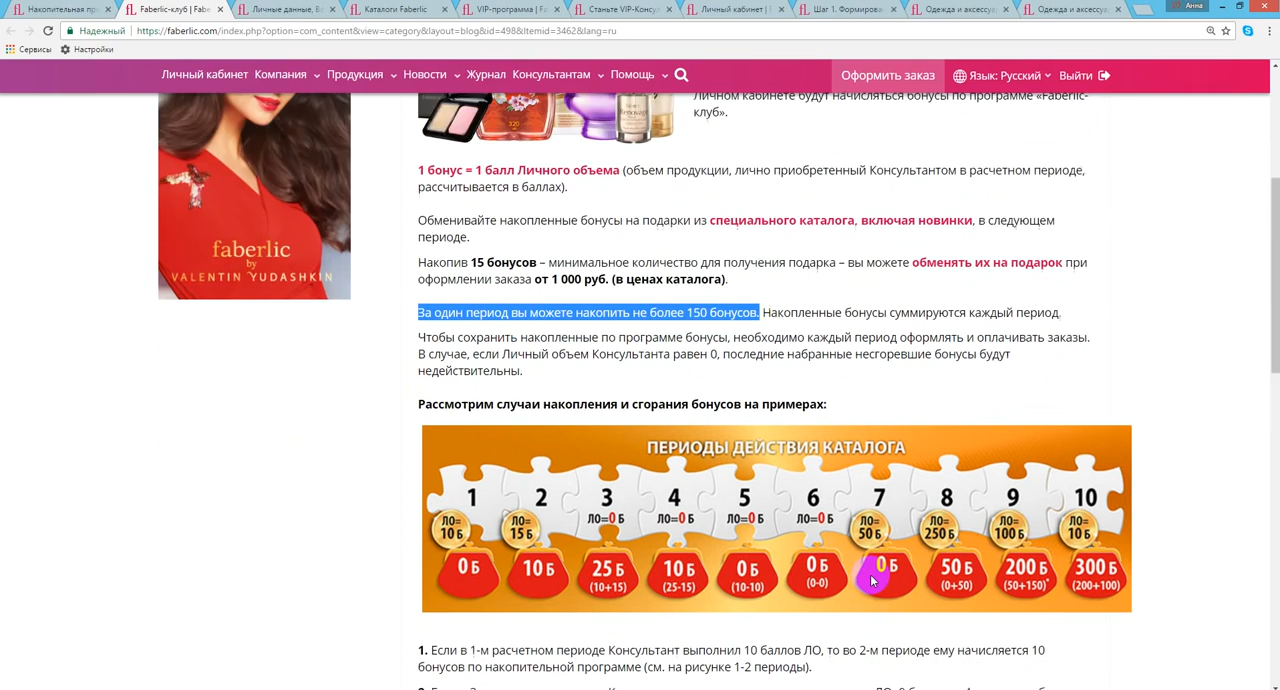 Накопительная пр
Faberlic-клуб | Fabe
Личные данные, В
Каталоги Faberlic
VIP-программа | Fa
Станьте VIP-Консул
Личный кабинет | F
Шаг 1. Формирован
Одежда и аксессуа
Одежда и аксессуа
Анна
Надежный
https://faberlic.com/index.php?option=com_content&view=category&layout=blog&id=498&Itemid=3462&lang=ru
Сервисы
Настройки
Личный кабинет Компания Продукция Новости Журнал Консультантам Помощь
Оформить заказ
Язык: Русский
Выйти
Личном кабинете будут начисляться бонусы по программе «Faberlic-
клуб».
faberlic
by
VALENTIN YUDASHKIN
1 бонус = 1 балл Личного объема (объем продукции, лично приобретенный Консультантом в расчетном периоде,
рассчитывается в баллах).
Обменивайте накопленные бонусы на подарки из специального каталога, включая новинки, в следующем
периоде.
Накопив 15 бонусов – минимальное количество для получения подарка – вы можете обменять их на подарок при
оформлении заказа от 1 000 руб. (в ценах каталога).
За один период вы можете накопить не более 150 бонусов. Накопленные бонусы суммируются каждый период.
Чтобы сохранить накопленные по программе бонусы, необходимо каждый период оформлять и оплачивать заказы.
В случае, если Личный объем Консультанта равен 0, последние набранные несгоревшие бонусы будут
недействительны.
Рассмотрим случаи накопления и сгорания бонусов на примерах:
ПЕРИОДЫ ДЕЙСТВИЯ КАТАЛОГА
1 2 3 4 5 6 7 8 9 10
ЛО= 10 Б
ЛО= 15 Б
ЛО=0 Б
ЛО=0 Б
ЛО=0 Б
ЛО=0 Б
ЛО= 50 Б
ЛО= 250 Б
ЛО= 100 Б
ЛО= 10 Б
0 Б 10 Б 25 Б 10 Б 0 Б 0 Б 0 Б 50 Б 200 Б 300 Б
(10+15) (25-15) (10-10) (0-0) (0+50) (50+150)* (200+100)
1. Если в 1-м расчетном периоде Консультант выполнил 10 баллов ЛО, то во 2-м периоде ему начисляется 10
бонусов по накопительной программе (см. на рисунке 1-2 периоды).